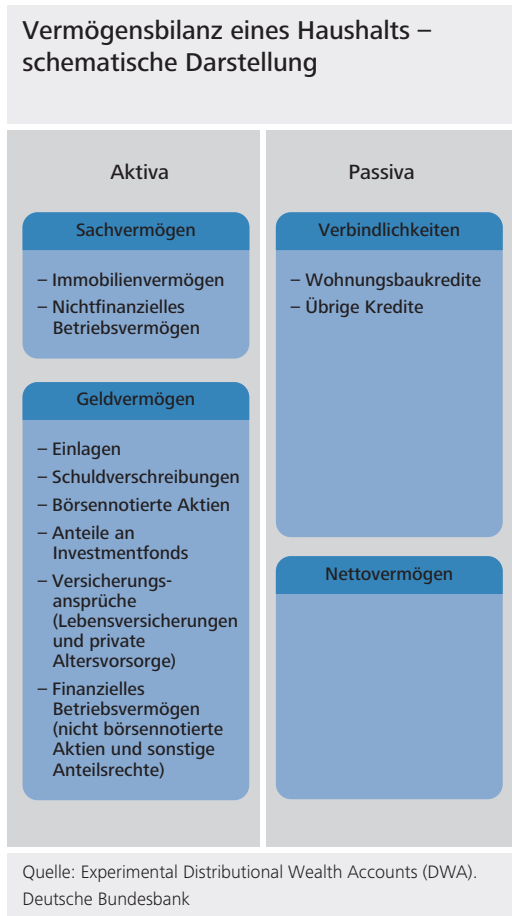 Vermögensbilanz eines Haushalts –
schematische Darstellung
Aktiva
Sachvermögen
– Immobilienvermögen
– Nichtfinanzielles
Betriebsvermögen
Geldvermögen
– Einlagen
– Schuldverschreibungen
– Börsennotierte Aktien
– Anteile an
Investmentfonds
– Versicherungs-
ansprüche
(Lebensversicherungen
und private
Altersvorsorge)
– Finanzielles
Betriebsvermögen
(nicht börsennotierte
Aktien und sonstige
Anteilsrechte)
Passiva
Verbindlichkeiten
– Wohnungsbaukredite
– Übrige Kredite
Nettovermögen
Quelle: Experimental Distributional Wealth Accounts (DWA).
Deutsche Bundesbank